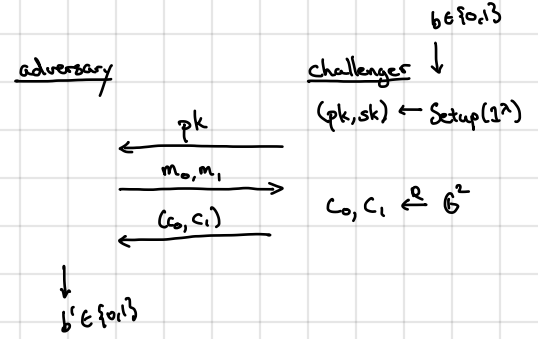 b ∈ {0,1}
adversary
challenger
(pk, sk) ← Setup(1^λ)
pk
m₀, m₁
c₀, c₁ ←ᴿ 𝔾²
(c₀, c₁)
b' ∈ {0,1}